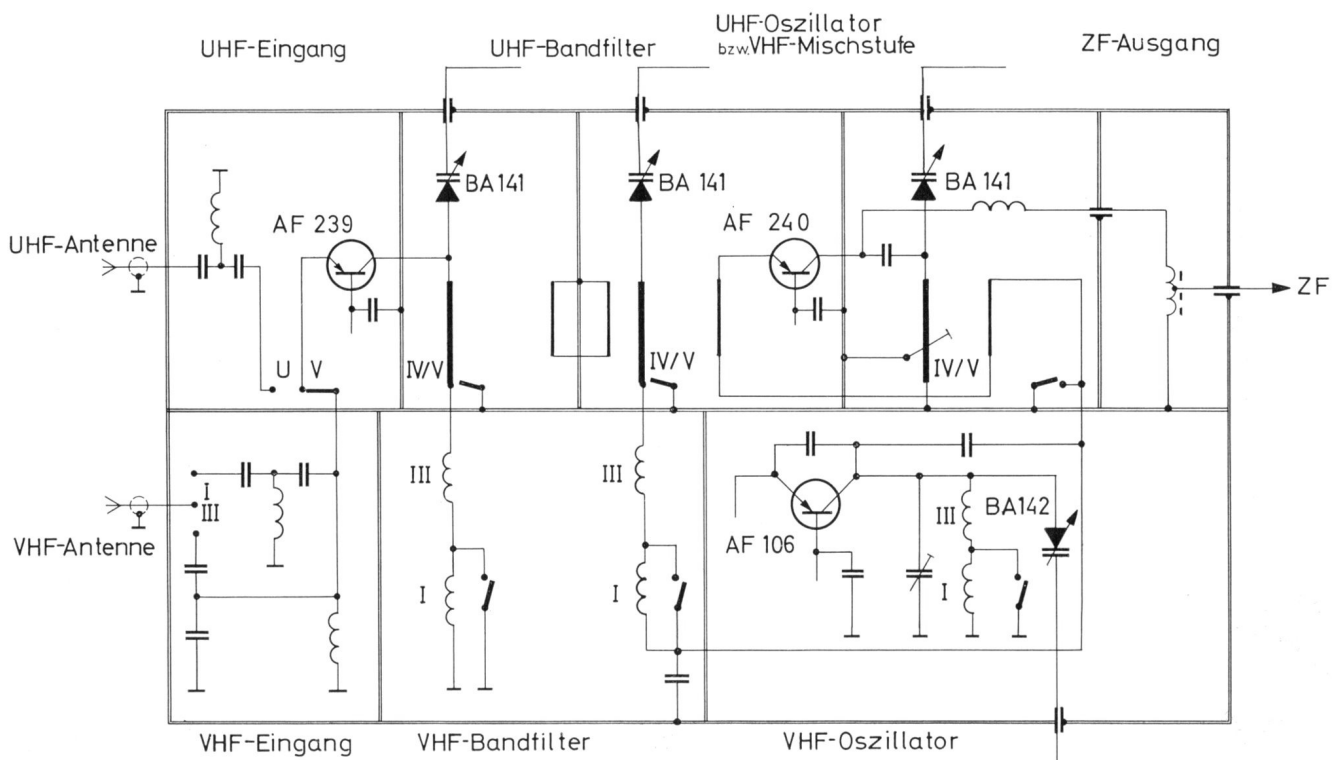 UHF-Eingang
UHF-Bandfilter
UHF-Oszillator
bzw.VHF-Mischstufe
ZF-Ausgang
BA 141
BA 141
BA 141
AF 239
AF 240
UHF-Antenne
ZF
U V
IV/V
IV/V
IV/V
I
III
VHF-Antenne
III
I
III
I
AF 106
III
I
BA142
VHF-Eingang
VHF-Bandfilter
VHF-Oszillator